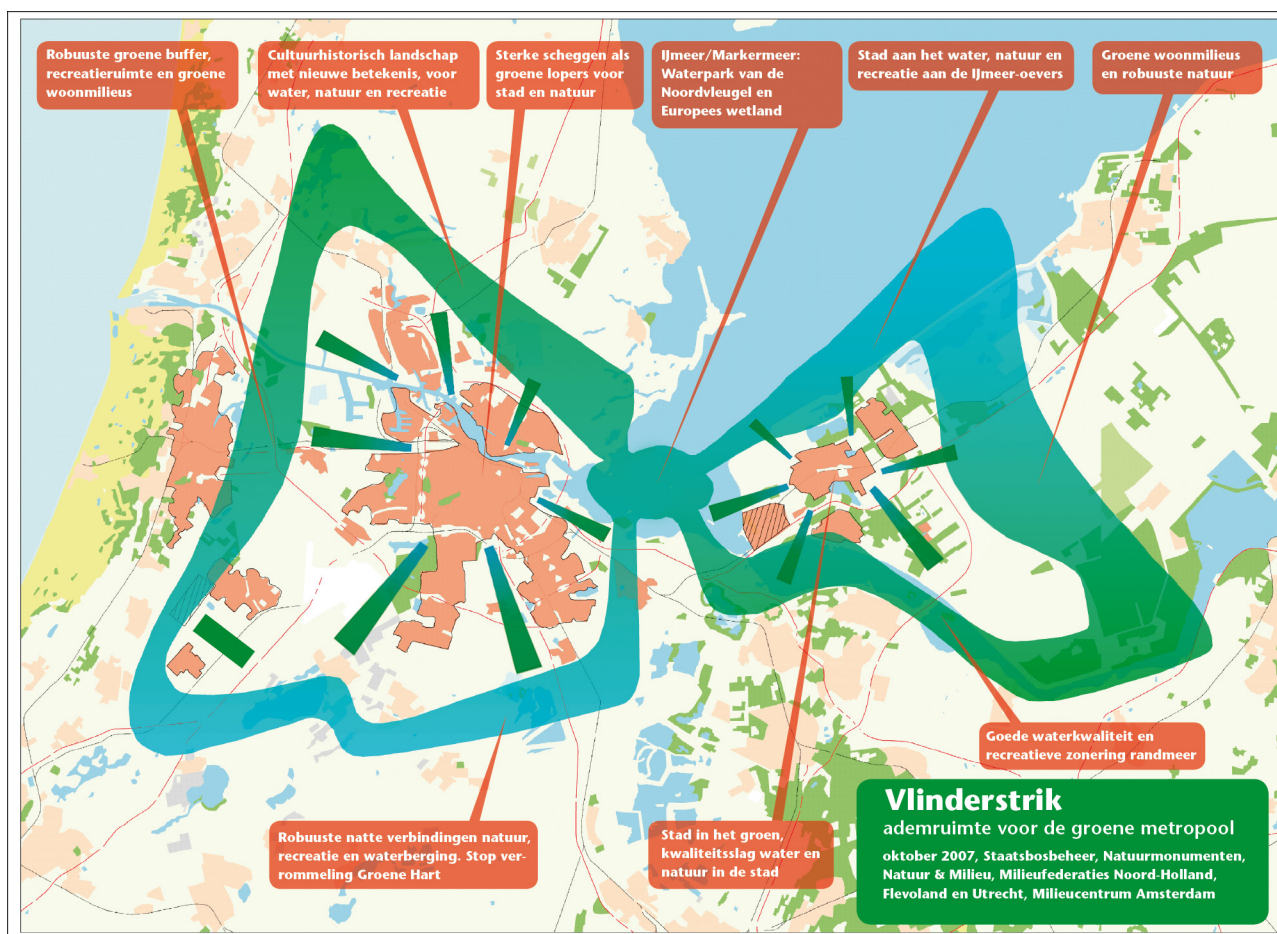 Robuuste groene buffer,
recreatieruimte en groene
woonmilieus
Cultuurhistorisch landschap
met nieuwe betekenis, voor
water, natuur en recreatie
Sterke scheggen als
groene lopers voor
stad en natuur
IJmeer/Markermeer:
Waterpark van de
Noordvleugel en
Europees wetland
Stad aan het water, natuur en
recreatie aan de IJmeer-oevers
Groene woonmilieus
en robuuste natuur
Goede waterkwaliteit en
recreatieve zonering randmeer
Robuuste natte verbindingen natuur,
recreatie en waterberging. Stop ver-
rommeling Groene Hart
Stad in het groen,
kwaliteitsslag water en
natuur in de stad
Vlinderstrik
ademruimte voor de groene metropool
oktober 2007, Staatsbosbeheer, Natuurmonumenten,
Natuur & Milieu, Milieufederaties Noord-Holland,
Flevoland en Utrecht, Milieucentrum Amsterdam